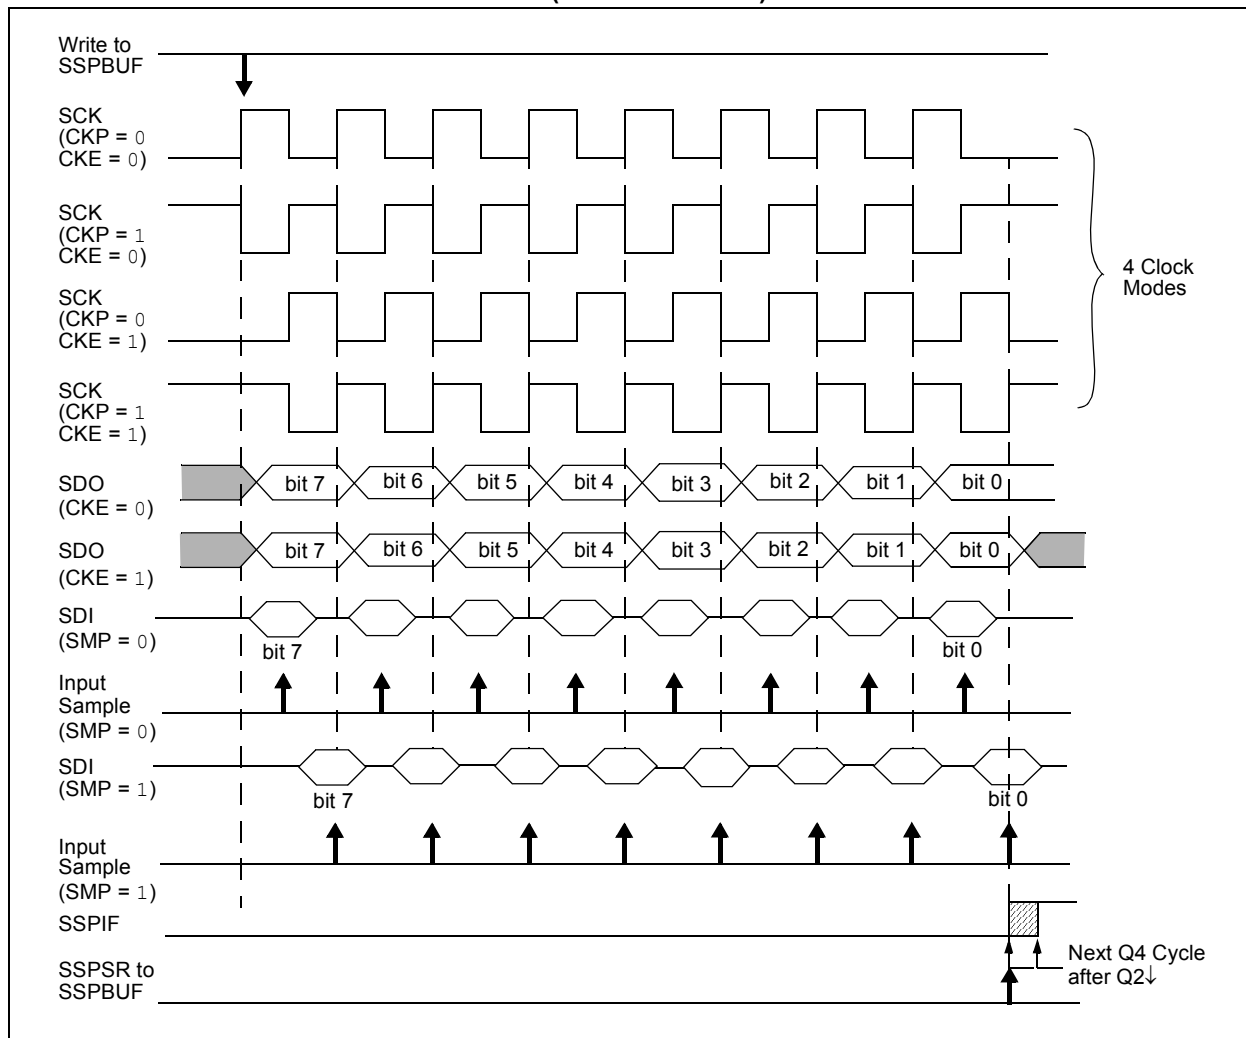 Write to
SSPBUF
SCK
(CKP = 0
CKE = 0)
SCK
(CKP = 1
CKE = 0)
SCK
(CKP = 0
CKE = 1)
SCK
(CKP = 1
CKE = 1)
4 Clock
Modes
SDO
(CKE = 0)
bit 7 bit 6 bit 5 bit 4 bit 3 bit 2 bit 1 bit 0
SDO
(CKE = 1)
bit 7 bit 6 bit 5 bit 4 bit 3 bit 2 bit 1 bit 0
SDI
(SMP = 0)
bit 7 bit 0
Input
Sample
(SMP = 0)
SDI
(SMP = 1)
bit 7 bit 0
Input
Sample
(SMP = 1)
SSPIF
Next Q4 Cycle
after Q2↓
SSPSR to
SSPBUF